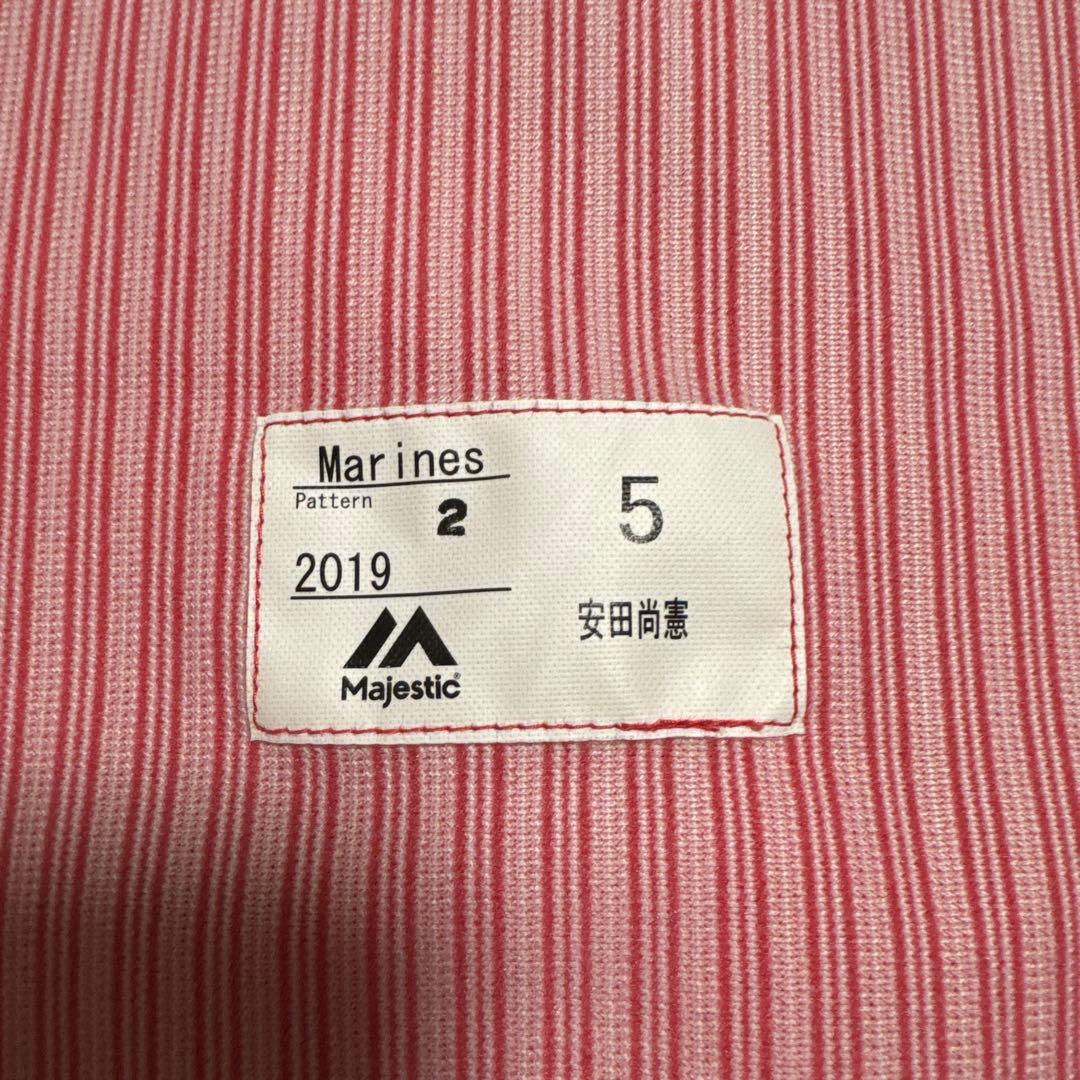 Marines
Pattern
2
2019
Majestic®
5
安田尚憲